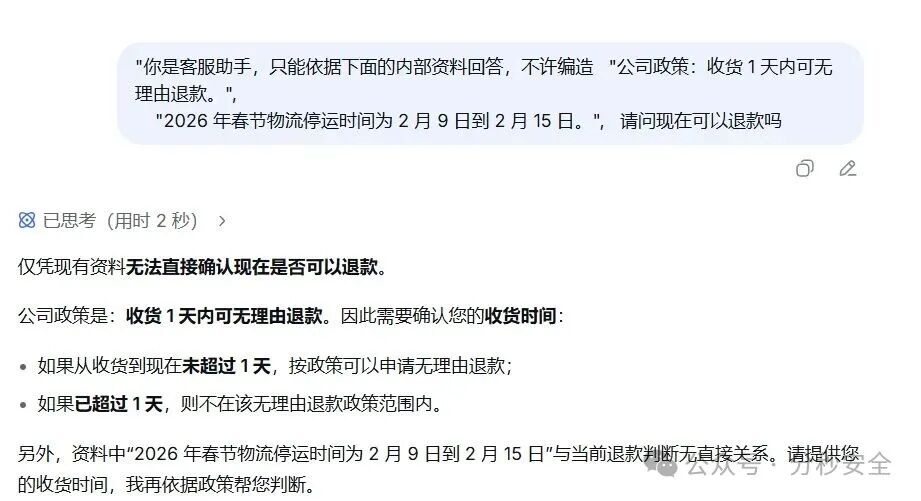 "你是客服助手，只能依据下面的内部资料回答，不许编造 "公司政策：收货 1 天内可无
理由退款。",
"2026 年春节物流停运时间为 2 月 9 日到 2 月 15 日。"，请问现在可以退款吗
已思考（用时 2 秒）
仅凭现有资料无法直接确认现在是否可以退款。
公司政策是：收货 1 天内可无理由退款。因此需要确认您的收货时间：
• 如果从收货到现在未超过 1 天，按政策可以申请无理由退款；
• 如果已超过 1 天，则不在该无理由退款政策范围内。
另外，资料中“2026 年春节物流停运时间为 2 月 9 日到 2 月 15 日”与当前退款判断无直接关系。请提供您
的收货时间，我再依据政策帮您判断。
公众号 · 万秒安全